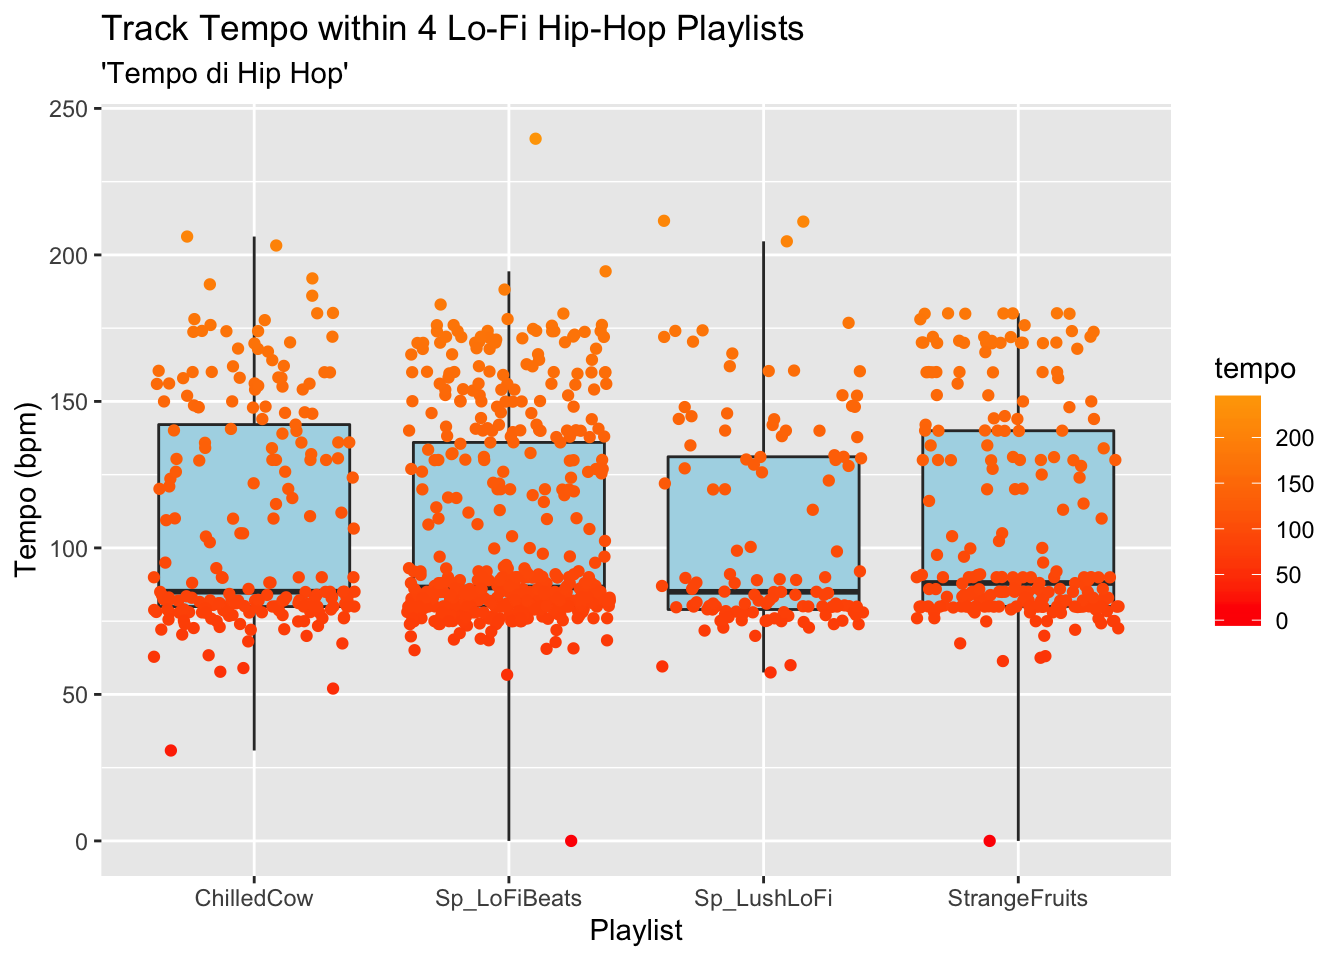 Track Tempo within 4 Lo-Fi Hip-Hop Playlists
'Tempo di Hip Hop'
250
200
150
100
50
0
Tempo (bpm)
ChilledCow
Sp_LoFiBeats
Sp_LushLoFi
StrangeFruits
Playlist
tempo
200
150
100
50
0